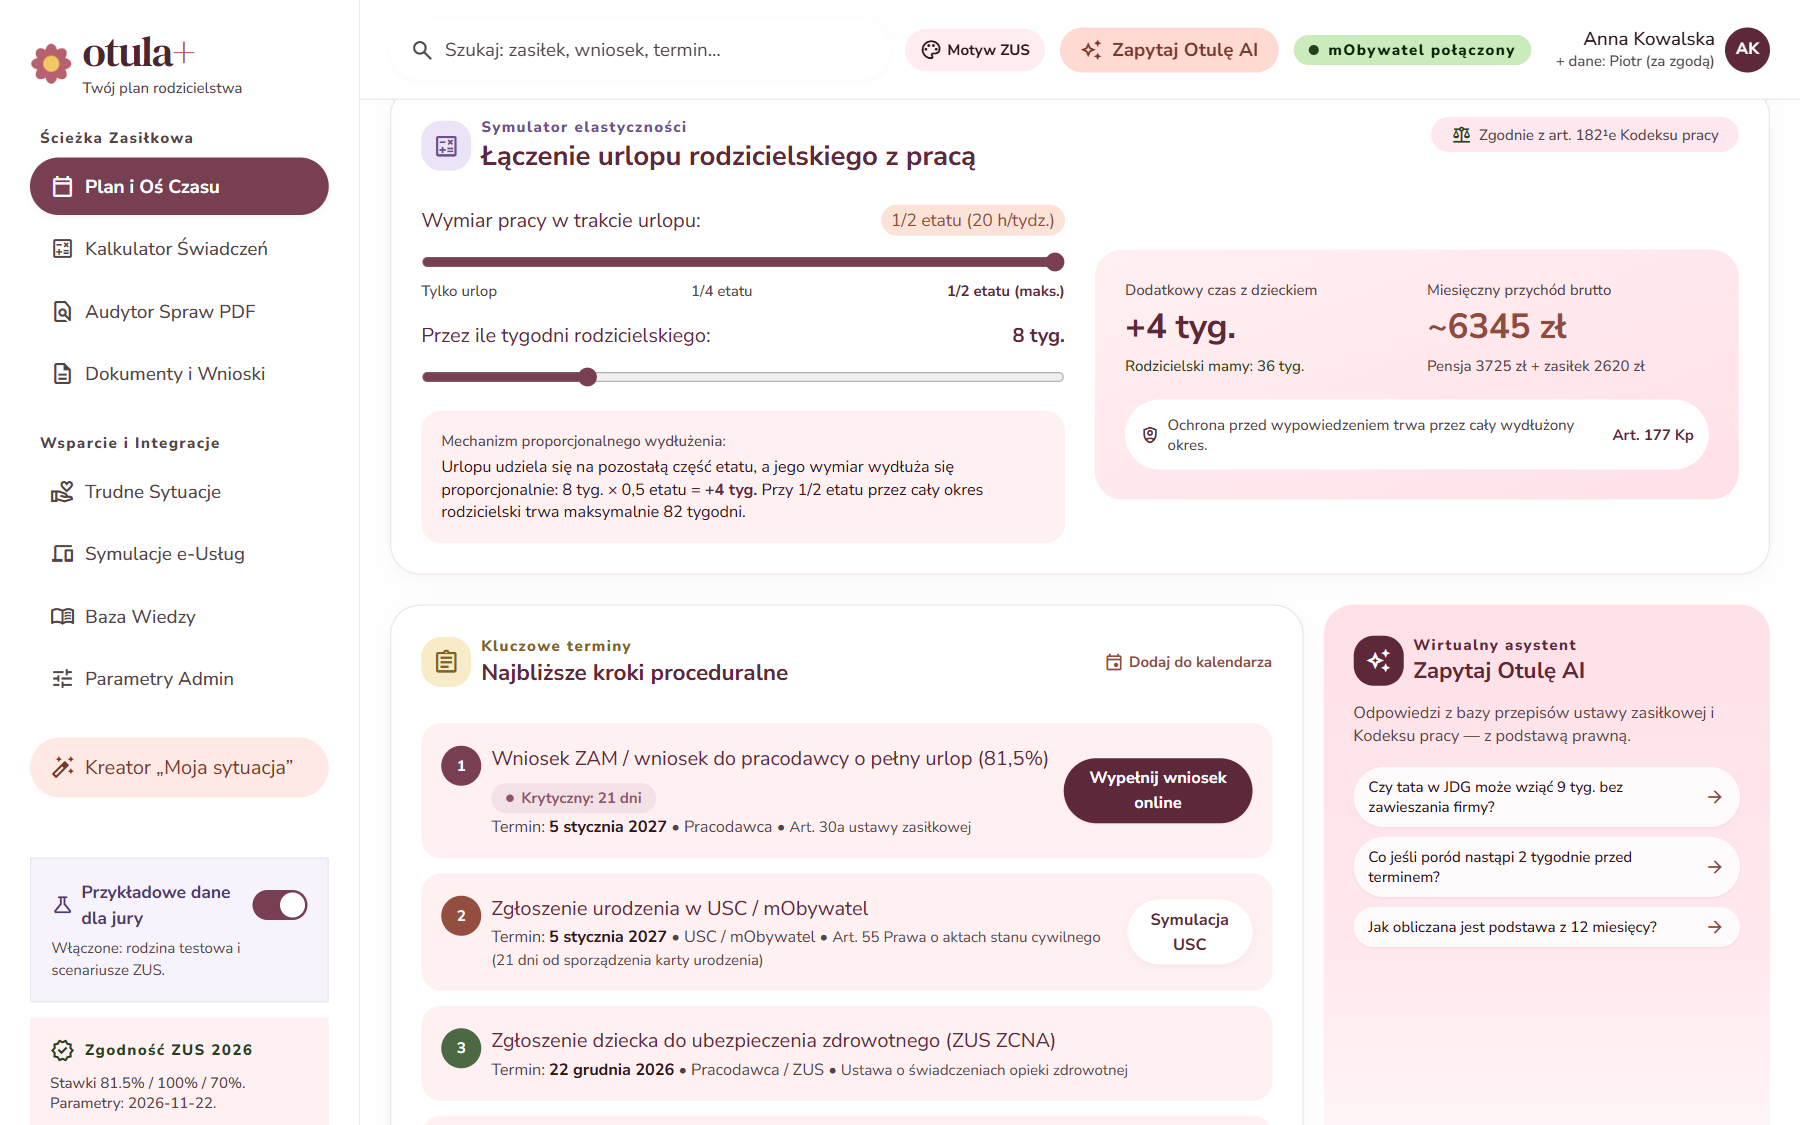 otula+
Twój plan rodzicielstwa
Ścieżka Zasiłkowa
Plan i Oś Czasu
Kalkulator Świadczeń
Audytor Spraw PDF
Dokumenty i Wnioski
Wsparcie i Integracje
Trudne Sytuacje
Symulacje e-Usług
Baza Wiedzy
Parametry Admin
Kreator „Moja sytuacja”
Przykładowe dane
dla jury
Włączone: rodzina testowa i
scenariusze ZUS.
Zgodność ZUS 2026
Stawki 81.5% / 100% / 70%.
Parametry: 2026-11-22.
Szukaj: zasiłek, wniosek, termin...
Motyw ZUS
Zapytaj Otulę AI
mObywatel połączony
Anna Kowalska
+ dane: Piotr (za zgodą)
AK
Symulator elastyczności
Łączenie urlopu rodzicielskiego z pracą
Zgodnie z art. 182¹e Kodeksu pracy
Wymiar pracy w trakcie urlopu:
1/2 etatu (20 h/tydz.)
Tylko urlop
1/4 etatu
1/2 etatu (maks.)
Przez ile tygodni rodzicielskiego:
8 tyg.
Mechanizm proporcjonalnego wydłużenia:
Urlopu udziela się na pozostałą część etatu, a jego wymiar wydłuża się
proporcjonalnie: 8 tyg. × 0,5 etatu = +4 tyg. Przy 1/2 etatu przez cały okres
rodzicielski trwa maksymalnie 82 tygodni.
Dodatkowy czas z dzieckiem
+4 tyg.
Rodzicielski mamy: 36 tyg.
Miesięczny przychód brutto
~6345 zł
Pensja 3725 zł + zasiłek 2620 zł
Ochrona przed wypowiedzeniem trwa przez cały wydłużony
okres.
Art. 177 Kp
Kluczowe terminy
Najbliższe kroki proceduralne
Dodaj do kalendarza
1
Wniosek ZAM / wniosek do pracodawcy o pełny urlop (81,5%)
Krytyczny: 21 dni
Termin: 5 stycznia 2027 • Pracodawca • Art. 30a ustawy zasiłkowej
Wypełnij wniosek
online
2
Zgłoszenie urodzenia w USC / mObywatel
Termin: 5 stycznia 2027 • USC / mObywatel • Art. 55 Prawa o aktach stanu cywilnego
(21 dni od sporządzenia karty urodzenia)
Symulacja
USC
3
Zgłoszenie dziecka do ubezpieczenia zdrowotnego (ZUS ZCNA)
Termin: 22 grudnia 2026 • Pracodawca / ZUS • Ustawa o świadczeniach opieki zdrowotnej
Wirtualny asystent
Zapytaj Otulę AI
Odpowiedzi z bazy przepisów ustawy zasiłkowej i
Kodeksu pracy — z podstawą prawną.
Czy tata w JDG może wziąć 9 tyg. bez
zawieszania firmy?
Co jeśli poród nastąpi 2 tygodnie przed
terminem?
Jak obliczana jest podstawa z 12 miesięcy?